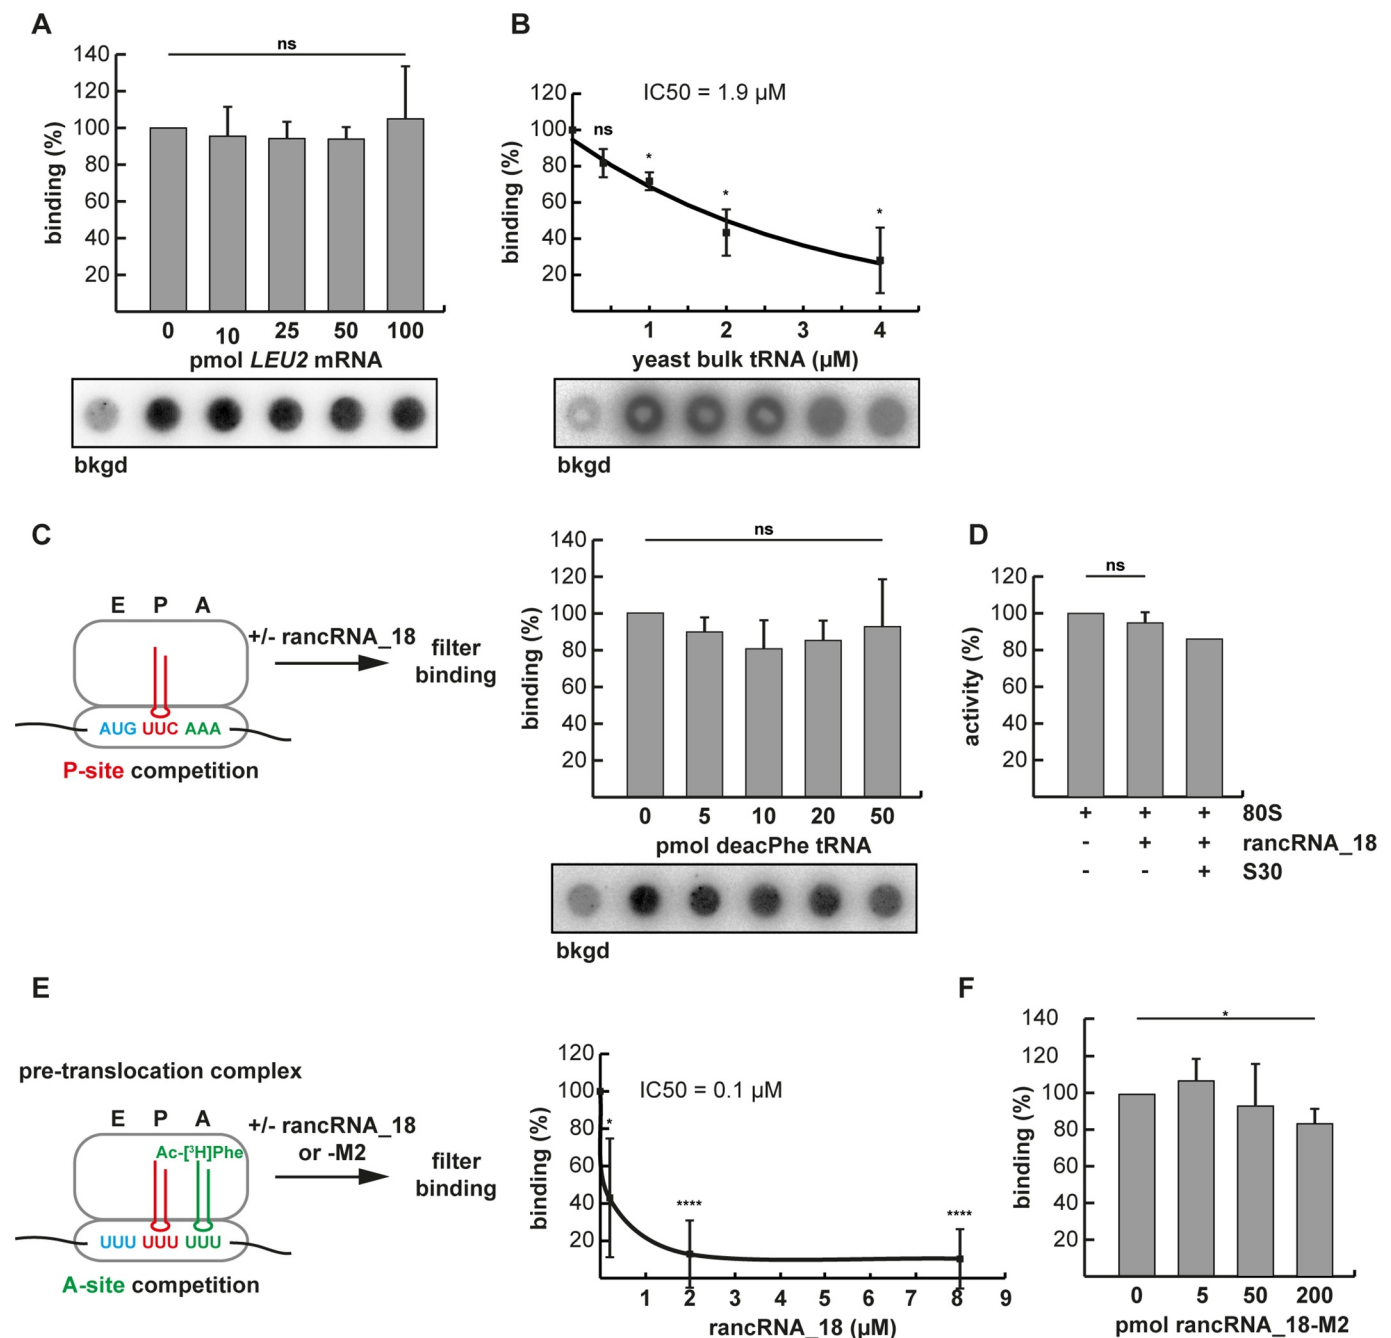 A
ns
140
120
100
80
60
40
20
binding (%)
0 10 25 50 100
pmol LEU2 mRNA
bkgd
B
IC50 = 1.9 µM
120
100
80
60
40
20
binding (%)
ns
*
*
*
1 2 3 4
yeast bulk tRNA (µM)
bkgd
C
E P A
AUG UUC AAA
P-site competition
+/- rancRNA_18
filter
binding
ns
140
120
100
80
60
40
20
binding (%)
0 5 10 20 50
pmol deacPhe tRNA
bkgd
D
ns
120
100
80
60
40
20
activity (%)
+ + + 80S
- + + rancRNA_18
- - + S30
E
pre-translocation complex
E P A
Ac-[³H]Phe
UUU UUU UUU
A-site competition
+/- rancRNA_18
or -M2
filter
binding
IC50 = 0.1 µM
120
100
80
60
40
20
binding (%)
*
****
****
1 2 3 4 5 6 7 8 9
rancRNA_18 (µM)
F
*
140
120
100
80
60
40
20
binding (%)
0 5 50 200
pmol rancRNA_18-M2